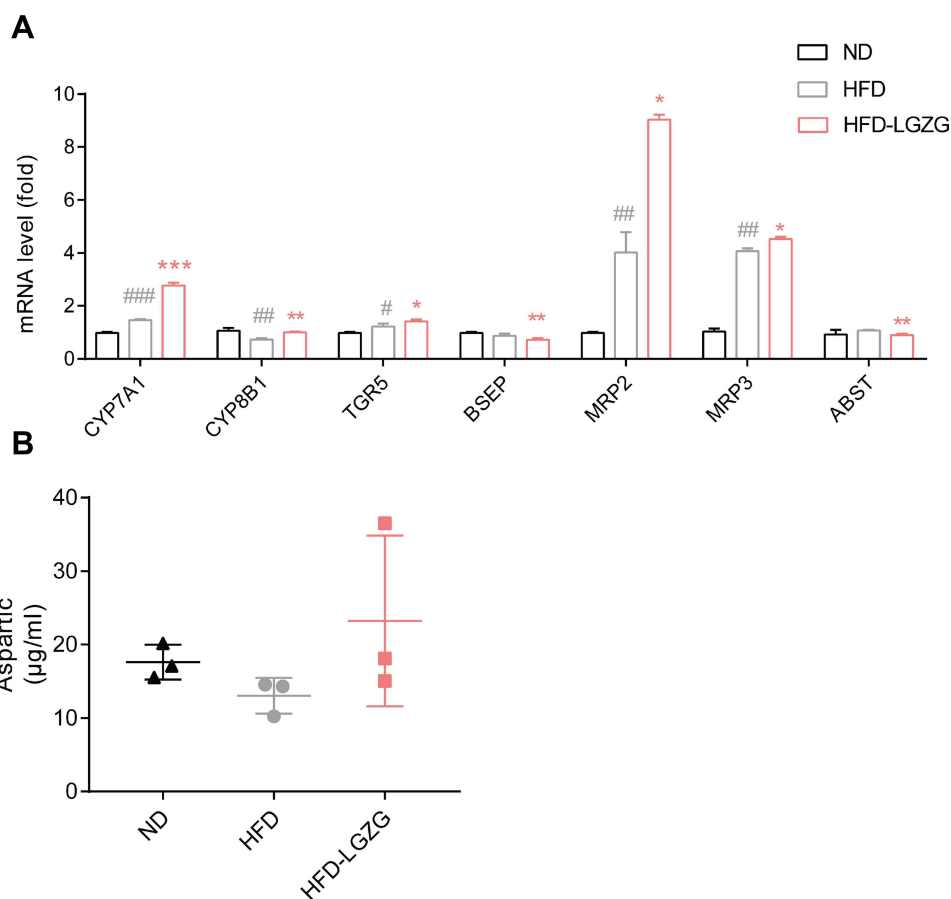 A
ND
HFD
HFD-LGZG
mRNA level (fold)
10
8
6
4
2
0
###
***
##
**
#
*
**
##
*
##
*
**
CYP7A1
CYP8B1
TGR5
BSEP
MRP2
MRP3
ABST
B
Aspartic
(µg/ml)
40
30
20
10
0
ND
HFD
HFD-LGZG